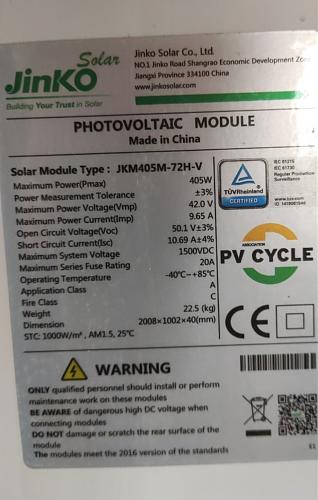 Jinko Solar
Building Your Trust in Solar
Jinko Solar Co., Ltd.
NO.1 Jinko Road Shangrao Economic Development Zone
Jiangxi Province 334100 China
www.jinkosolar.com
PHOTOVOLTAIC MODULE
Made in China
Solar Module Type : JKM405M-72H-V
Maximum Power(Pmax) 405W
Power Measurement Tolerance ±3%
Maximum Power Voltage(Vmp) 42.0 V
Maximum Power Current(Imp) 9.65 A
Open Circuit Voltage(Voc) 50.1 V±3%
Short Circuit Current(Isc) 10.69 A±4%
Maximum System Voltage 1500VDC
Maximum Series Fuse Rating 20A
Operating Temperature -40℃~+85℃
Application Class A
Fire Class C
Weight 22.5 (kg)
Dimension 2008×1002×40(mm)
STC: 1000W/m², AM1.5, 25℃
TÜVRheinland
CERTIFIED
IEC 61215
IEC 61730
Regular Production
Surveillance
www.tuv.com
ASSOCIATION
PV CYCLE
CE
WARNING
ONLY qualified personnel should install or perform
maintenance work on these modules
BE AWARE of dangerous high DC voltage when
connecting modules
DO NOT damage or scratch the rear surface of the
module
The modules meet the 2016 version of the standards
E1